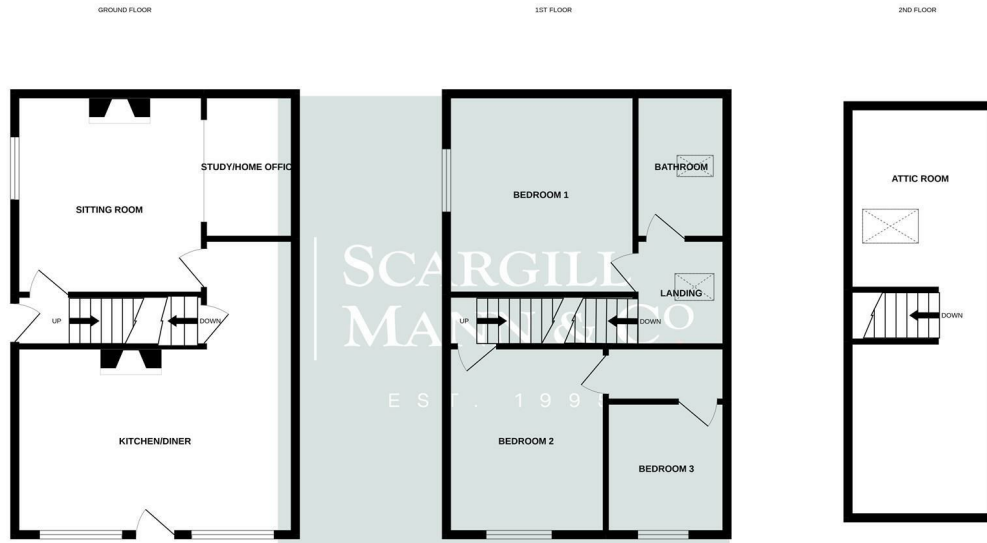 GROUND FLOOR
1ST FLOOR
2ND FLOOR
STUDY/HOME OFFIC
SITTING ROOM
UP
DOWN
KITCHEN/DINER
BEDROOM 1
BATHROOM
LANDING
UP
DOWN
BEDROOM 2
BEDROOM 3
ATTIC ROOM
DOWN
SCARGILL
MANN & CO
EST. 1995